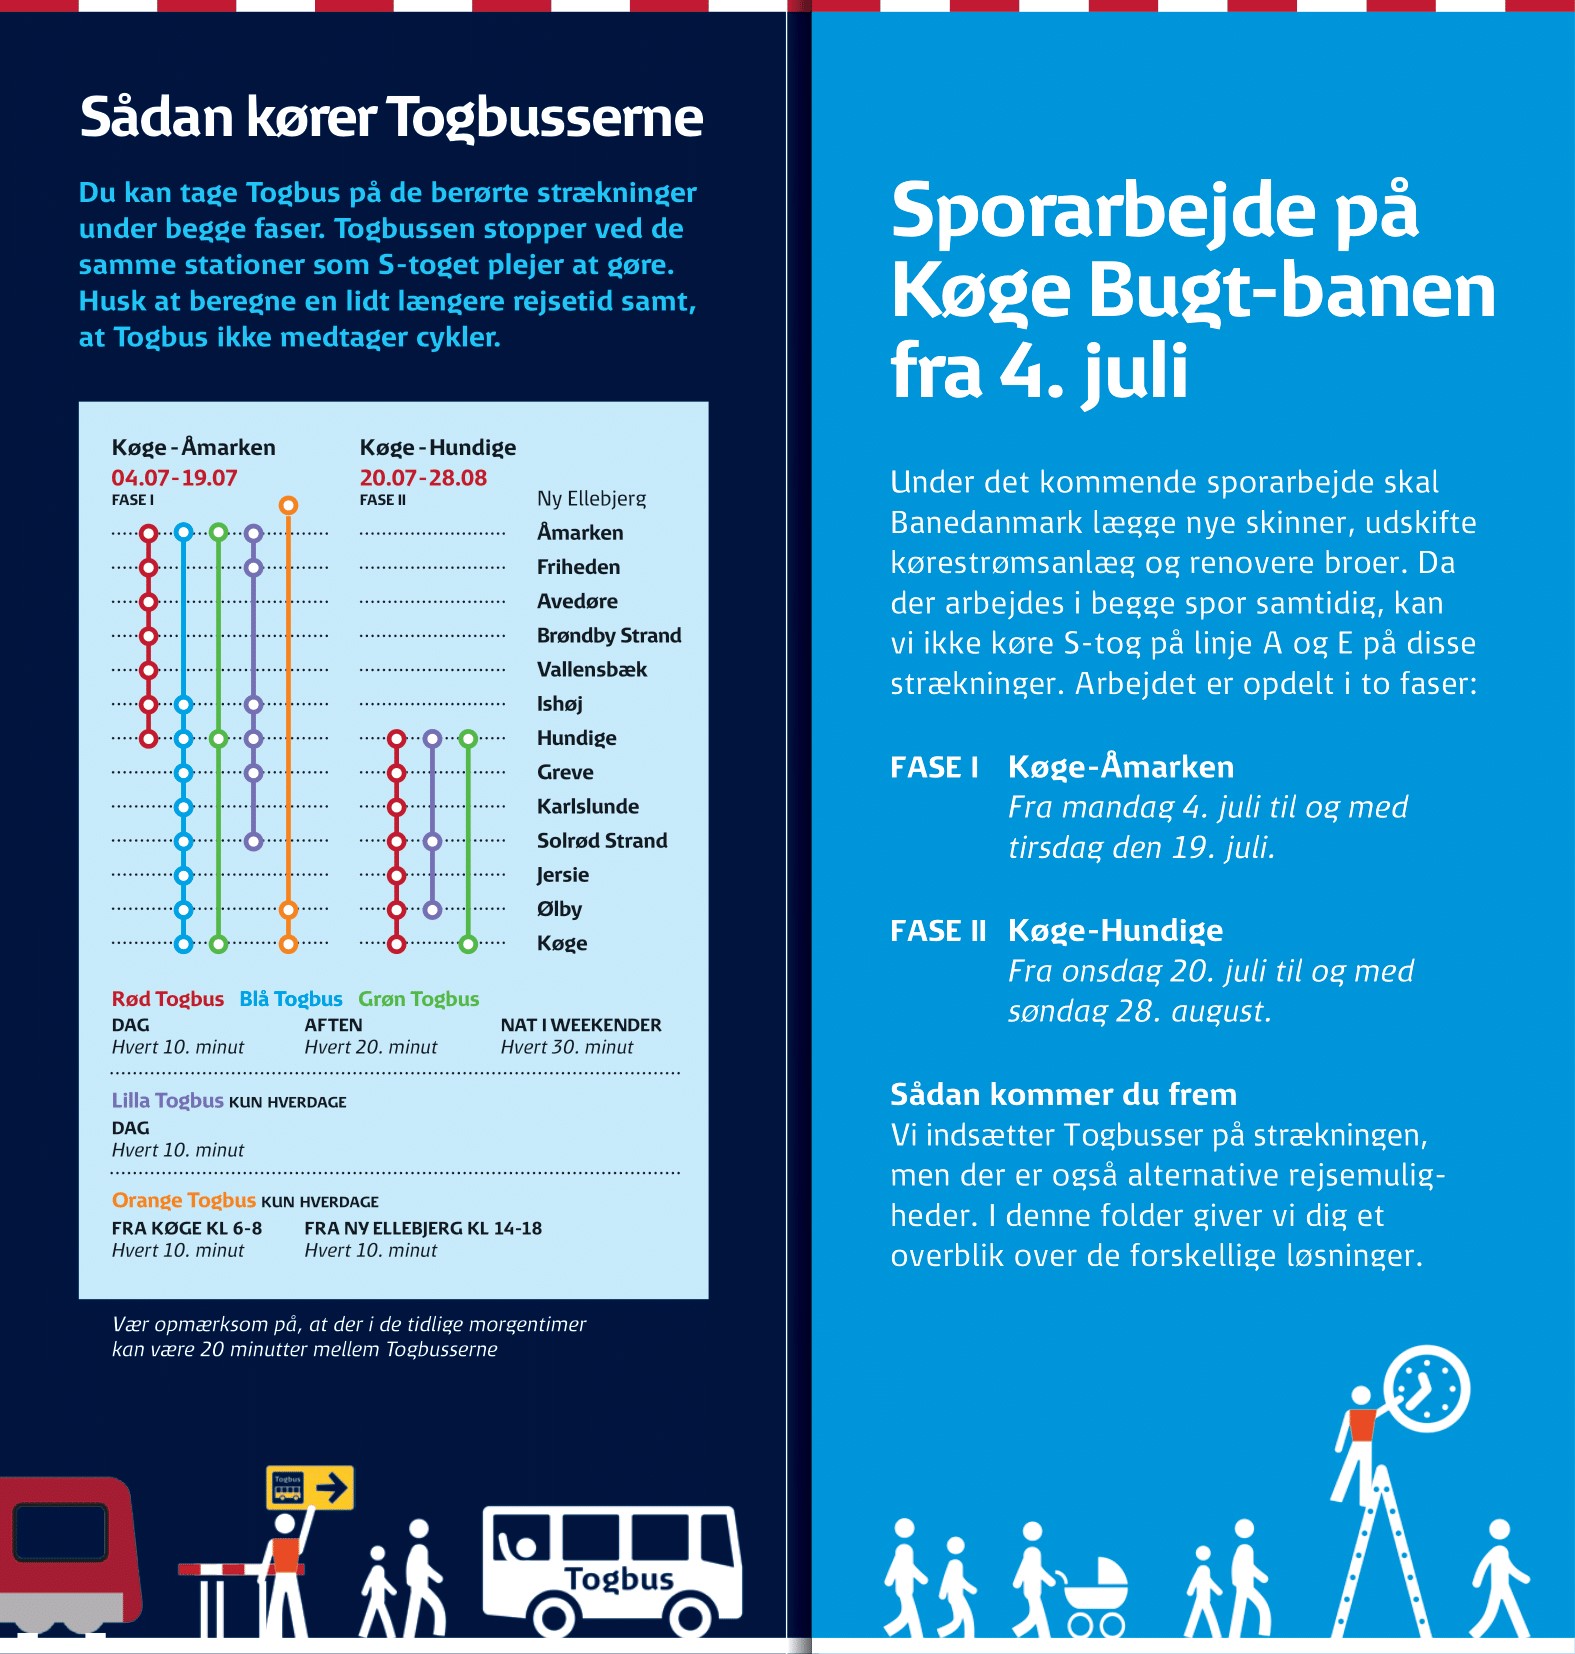 Sådan kører Togbusserne
Du kan tage Togbus på de berørte strækninger
under begge faser. Togbussen stopper ved de
samme stationer som S-toget plejer at gøre.
Husk at beregne en lidt længere rejsetid samt,
at Togbus ikke medtager cykler.
Køge - Åmarken
04.07 - 19.07
FASE I
Køge - Hundige
20.07 - 28.08
FASE II
Ny Ellebjerg
Åmarken
Friheden
Avedøre
Brøndby Strand
Vallensbæk
Ishøj
Hundige
Greve
Karlslunde
Solrød Strand
Jersie
Ølby
Køge
Rød Togbus Blå Togbus Grøn Togbus
DAG AFTEN NAT I WEEKENDER
Hvert 10. minut Hvert 20. minut Hvert 30. minut
Lilla Togbus KUN HVERDAGE
DAG
Hvert 10. minut
Orange Togbus KUN HVERDAGE
FRA KØGE KL 6-8 FRA NY ELLEBJERG KL 14-18
Hvert 10. minut Hvert 10. minut
Vær opmærksom på, at der i de tidlige morgentimer
kan være 20 minutter mellem Togbusserne
Togbus
Togbus
Sporarbejde på
Køge Bugt-banen
fra 4. juli
Under det kommende sporarbejde skal
Banedanmark lægge nye skinner, udskifte
kørestrømsanlæg og renovere broer. Da
der arbejdes i begge spor samtidig, kan
vi ikke køre S-tog på linje A og E på disse
strækninger. Arbejdet er opdelt i to faser:
FASE I Køge-Åmarken
Fra mandag 4. juli til og med
tirsdag den 19. juli.
FASE II Køge-Hundige
Fra onsdag 20. juli til og med
søndag 28. august.
Sådan kommer du frem
Vi indsætter Togbusser på strækningen,
men der er også alternative rejsemulig-
heder. I denne folder giver vi dig et
overblik over de forskellige løsninger.